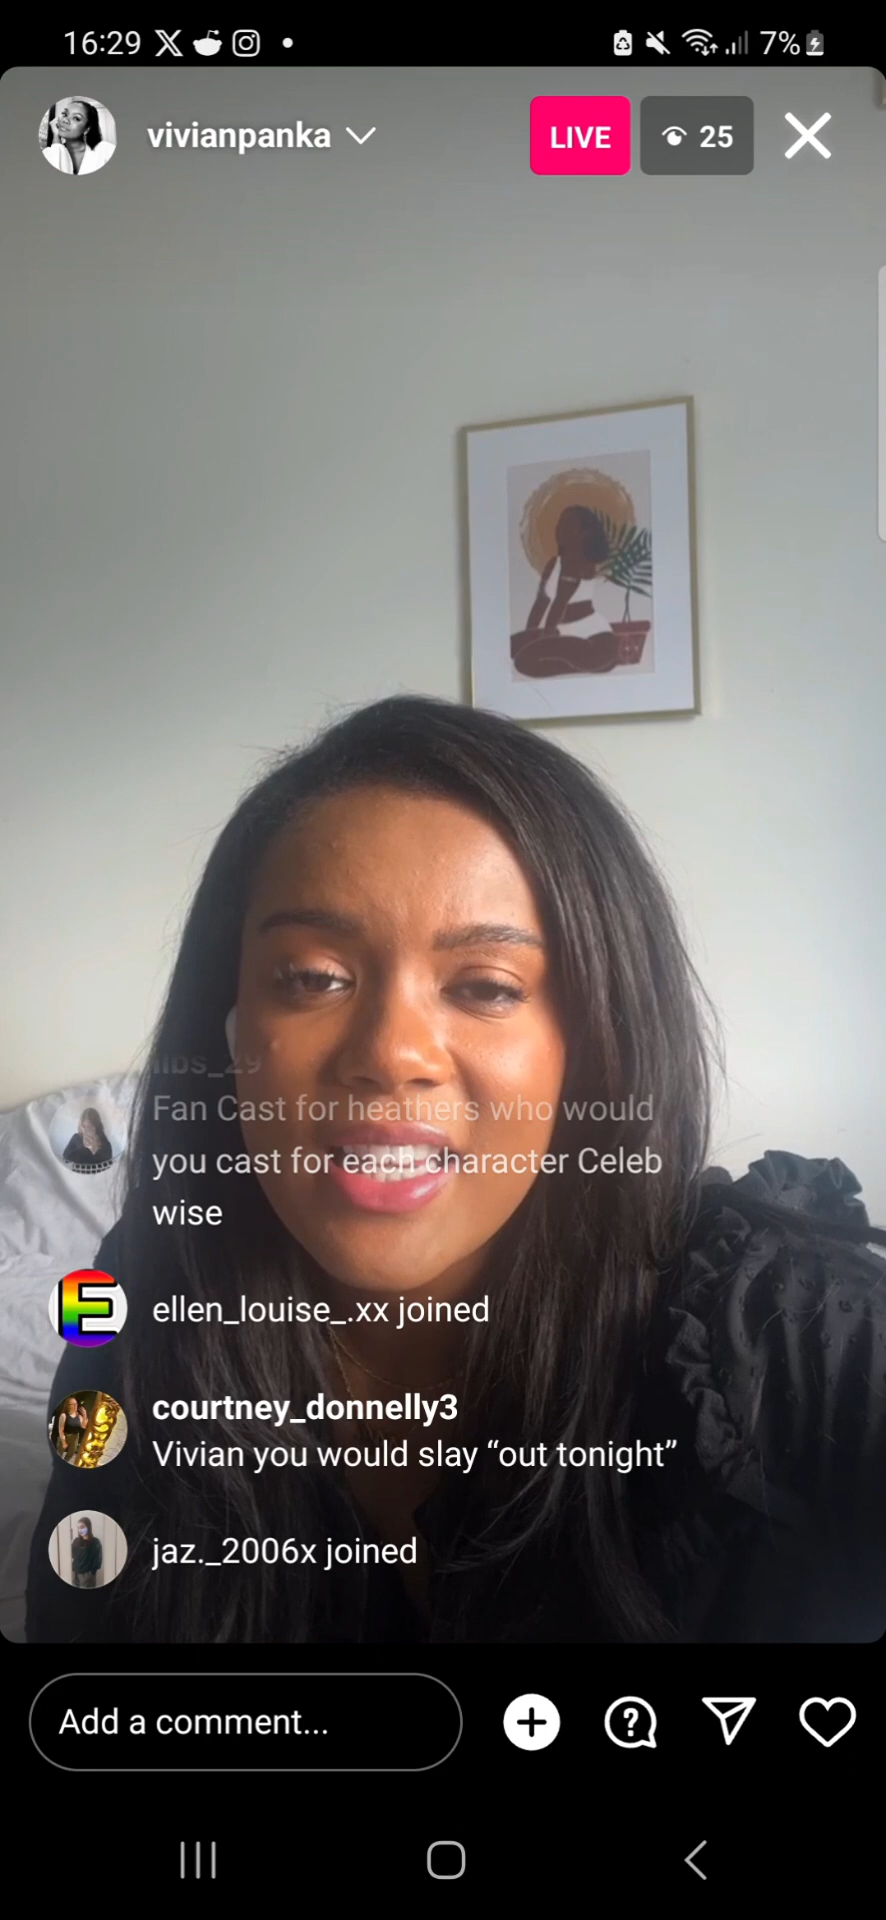 16:29
7%
vivianpanka
LIVE
25
Fan Cast for heathers who would
you cast for each character Celeb
wise
ellen_louise_.xx joined
courtney_donnelly3
Vivian you would slay “out tonight”
jaz._2006x joined
Add a comment...